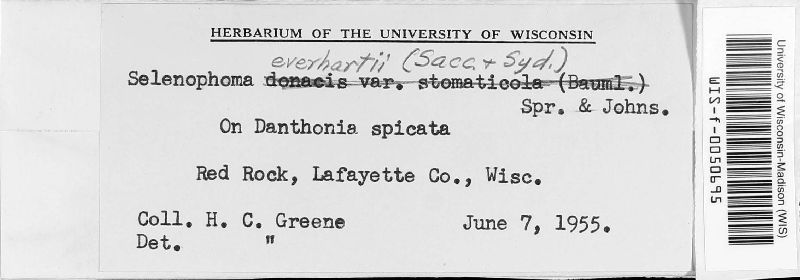 HERBARIUM OF THE UNIVERSITY OF WISCONSIN
everhartii (Sacc. + Syd.)
Selenophoma donacis var. stomaticola (Bauml.)
Spr. & Johns.
On Danthonia spicata
Red Rock, Lafayette Co., Wisc.
Coll. H. C. Greene June 7, 1955.
Det. "
University of Wisconsin-Madison (WIS)
WIS-f-0050695